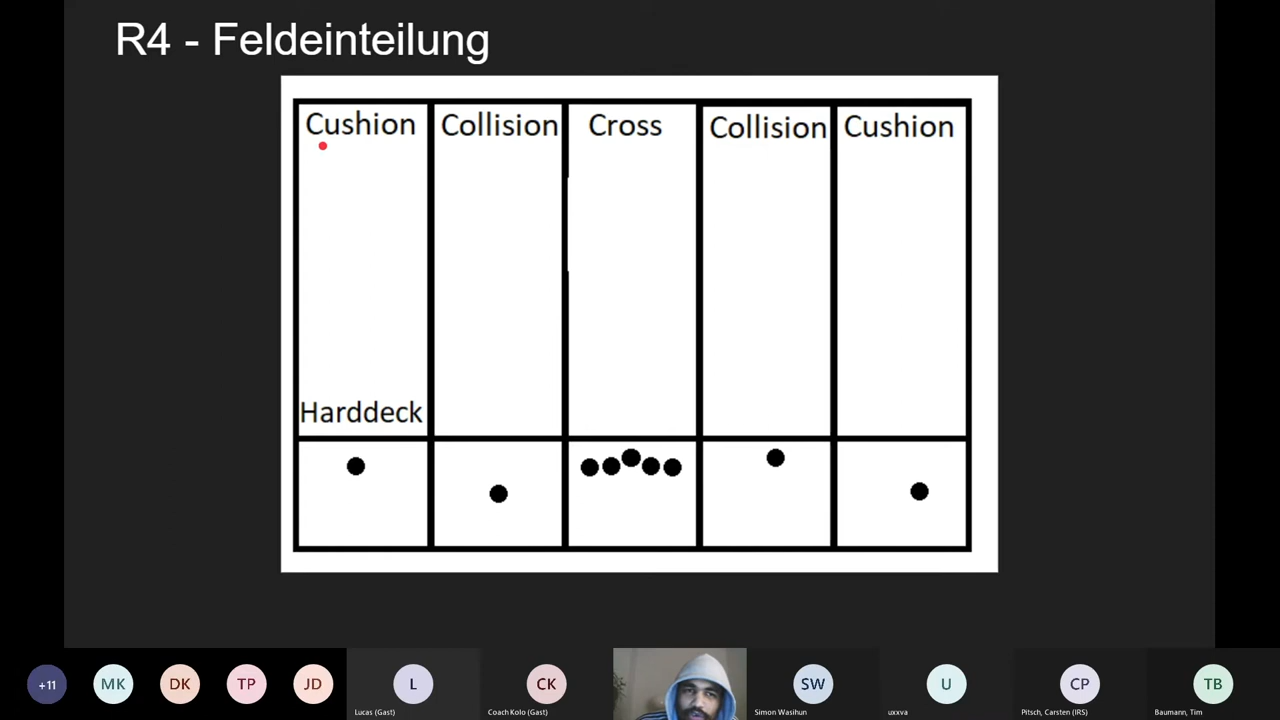 R4 - Feldeinteilung
Cushion
Collision
Cross
Collision
Cushion
Harddeck
+11
MK
DK
TP
JD
L
CK
SW
U
CP
TB
Lucas (Gast)
Coach Kolo (Gast)
Simon Wasihun
uxxva
Pitsch, Carsten (IRS)
Baumann, Tim